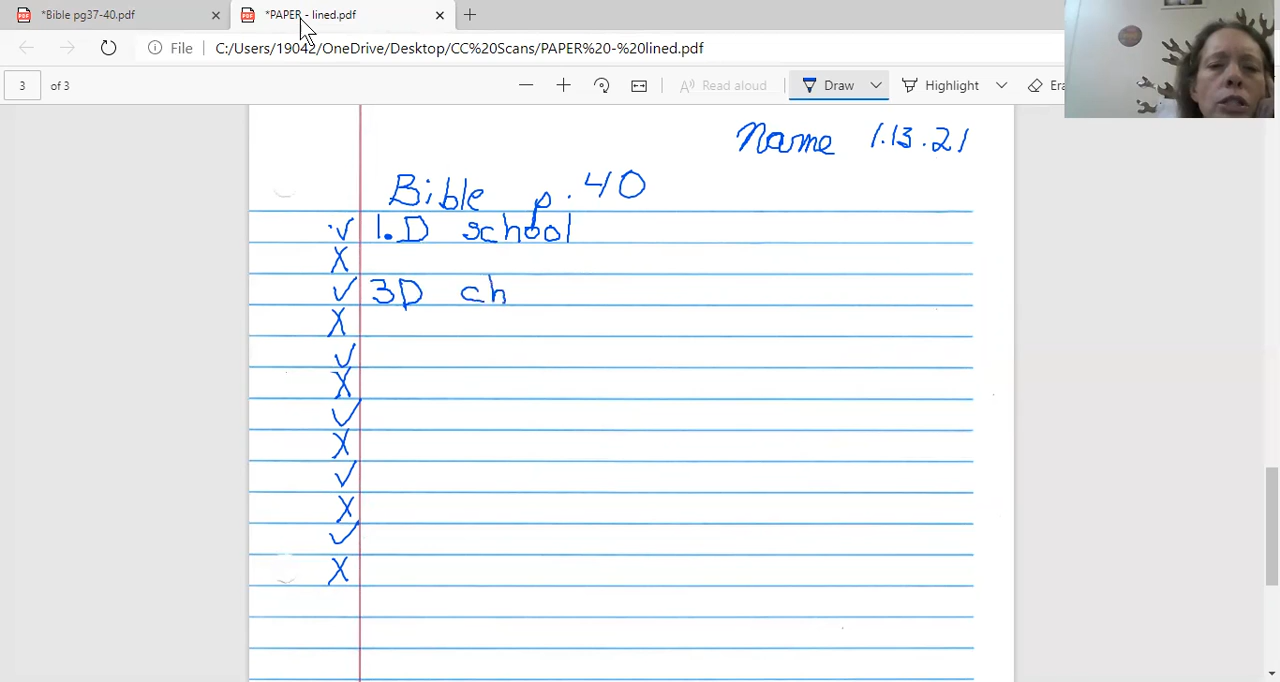 *Bible pg37-40.pdf
*PAPER - lined.pdf
File C:/Users/19042/OneDrive/Desktop/CC%20Scans/PAPER%20-%20lined.pdf
3 of 3 Read aloud Draw Highlight Era
Name 1.13.21
Bible p. 40
✓ 1.D school
X
✓ 3D ch
X
✓
X
✓
X
✓
X
✓
X